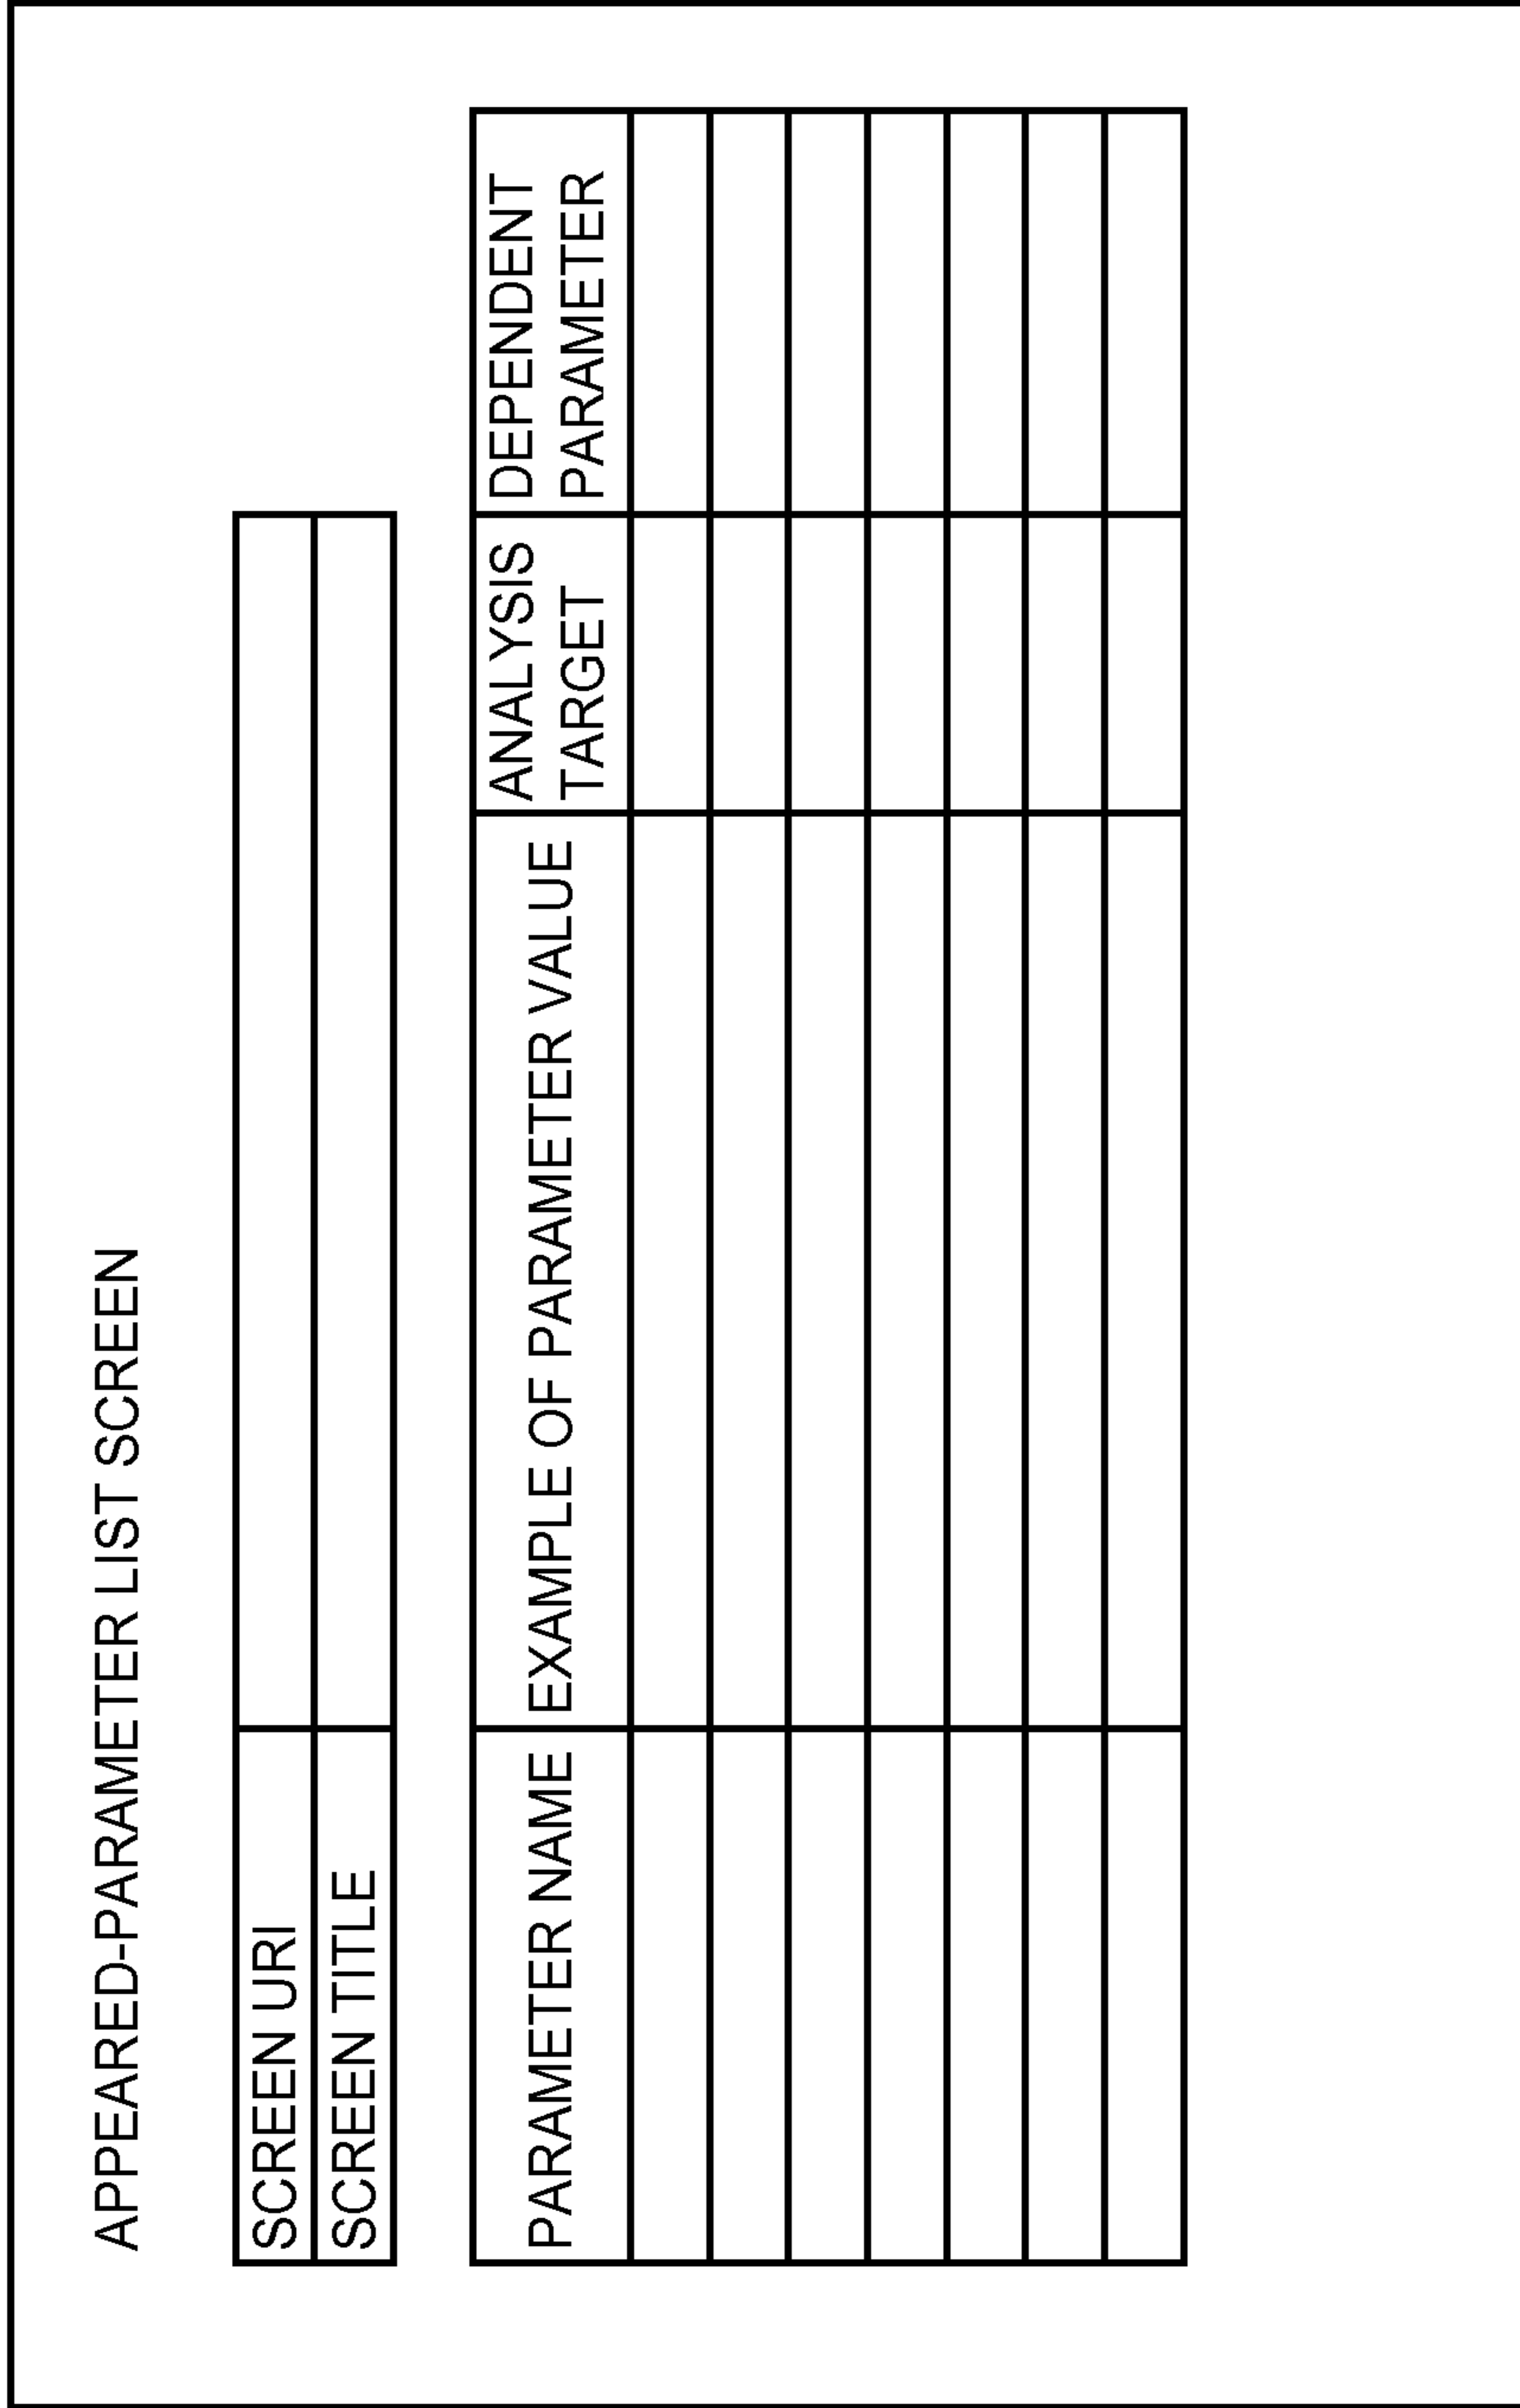 APPEARED-PARAMETER LIST SCREEN
SCREEN URI
SCREEN TITLE
PARAMETER NAME
EXAMPLE OF PARAMETER VALUE
ANALYSIS
TARGET
DEPENDENT
PARAMETER